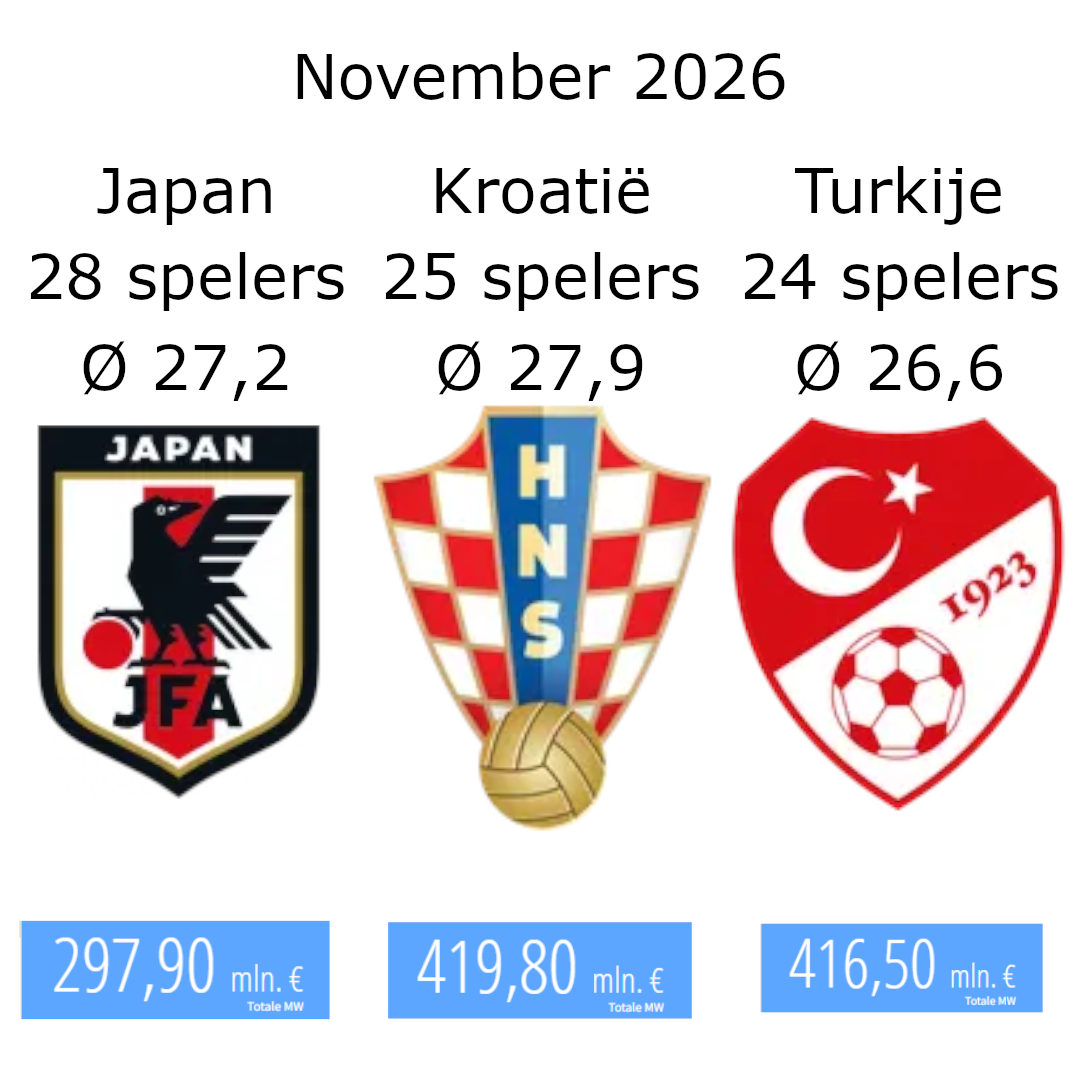 November 2026
Japan
28 spelers
Ø 27,2
Kroatië
25 spelers
Ø 27,9
Turkije
24 spelers
Ø 26,6
JAPAN
JFA
H
N
S
1923
297,90 mln. €
Totale MW
419,80 mln. €
Totale MW
416,50 mln. €
Totale MW